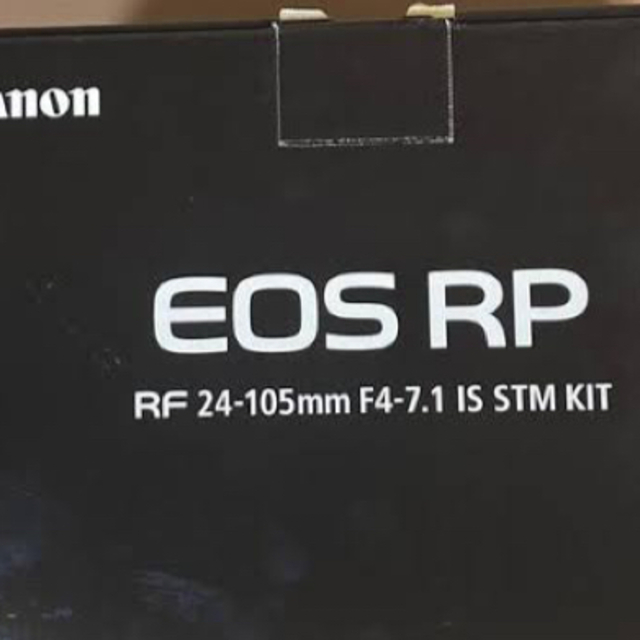 anon
EOS RP
RF 24-105mm F4-7.1 IS STM KIT